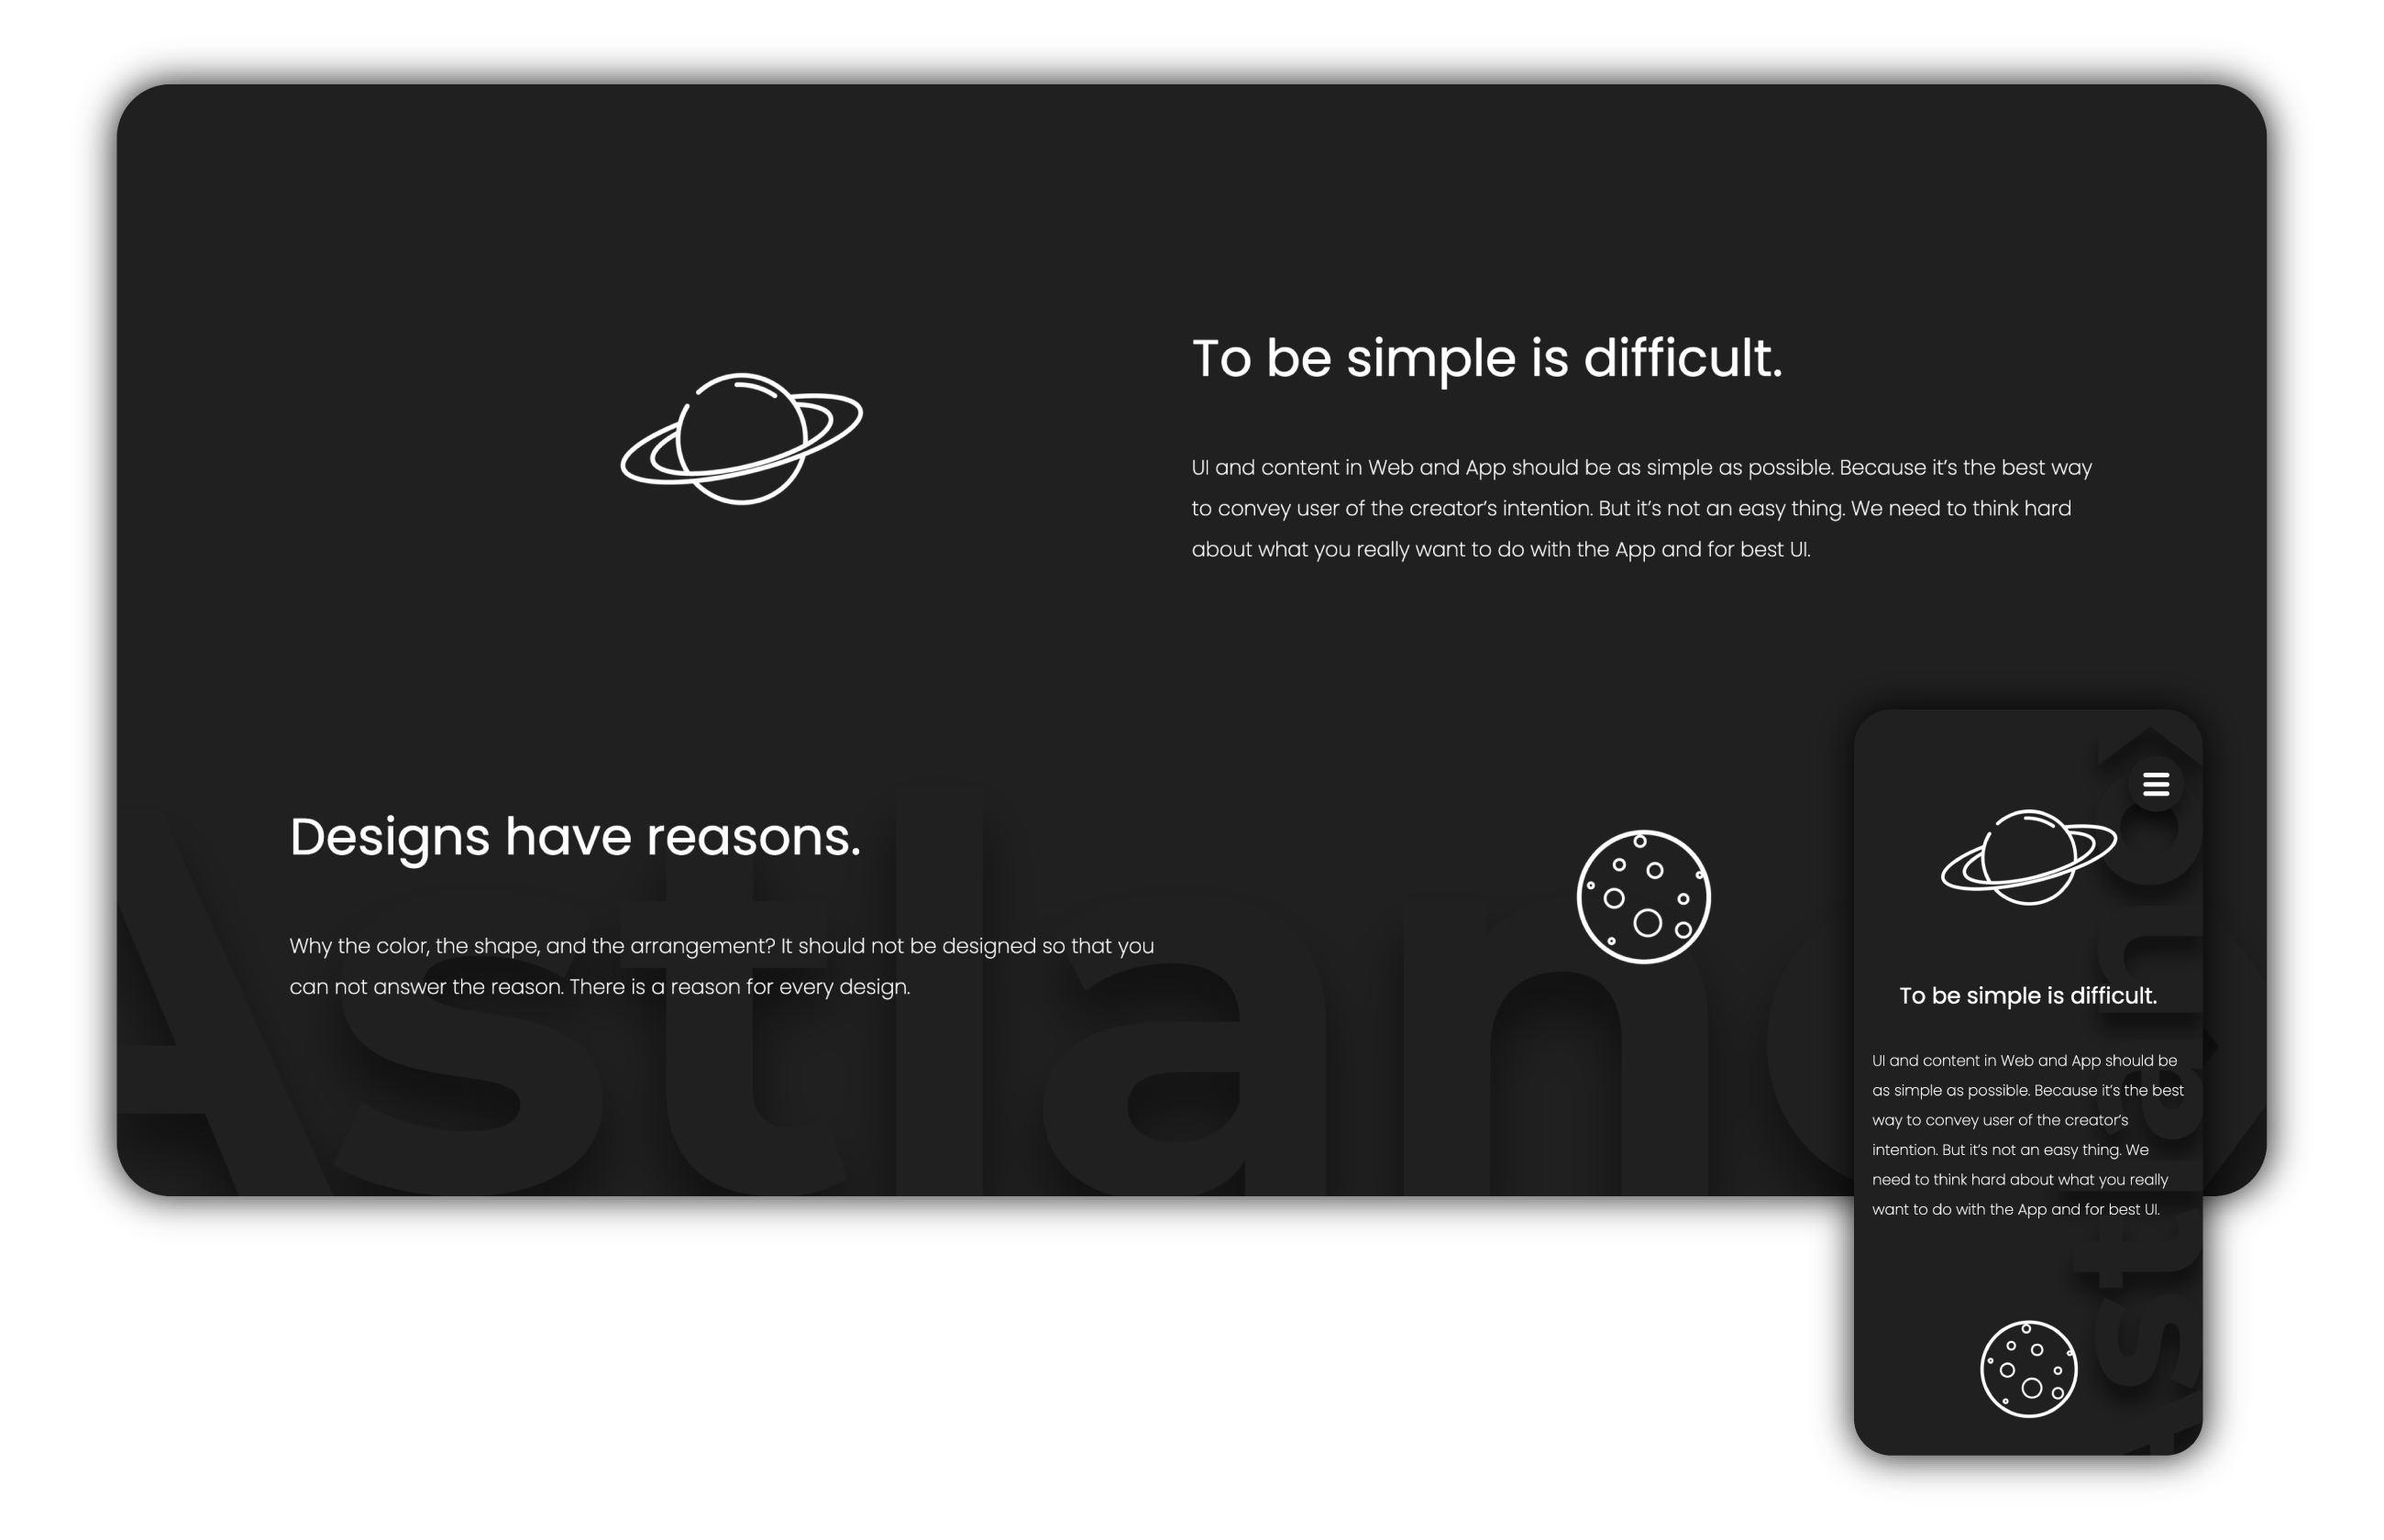 To be simple is difficult.
UI and content in Web and App should be as simple as possible. Because it’s the best way
to convey user of the creator’s intention. But it’s not an easy thing. We need to think hard
about what you really want to do with the App and for best UI.
Designs have reasons.
Why the color, the shape, and the arrangement? It should not be designed so that you
can not answer the reason. There is a reason for every design.
To be simple is difficult.
UI and content in Web and App should be
as simple as possible. Because it’s the best
way to convey user of the creator’s
intention. But it’s not an easy thing. We
need to think hard about what you really
want to do with the App and for best UI.